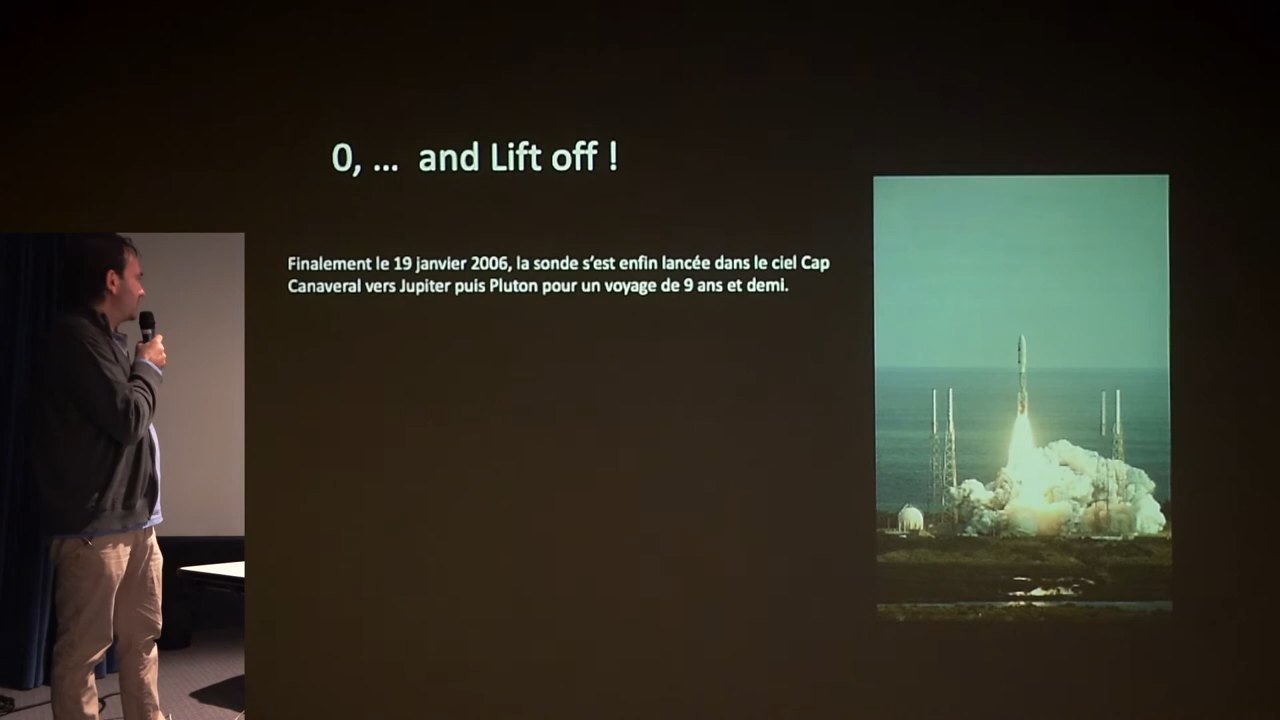 0, ... and Lift off !
Finalement le 19 janvier 2006, la sonde s'est enfin lancée dans le ciel Cap
Canaveral vers Jupiter puis Pluton pour un voyage de 9 ans et demi.